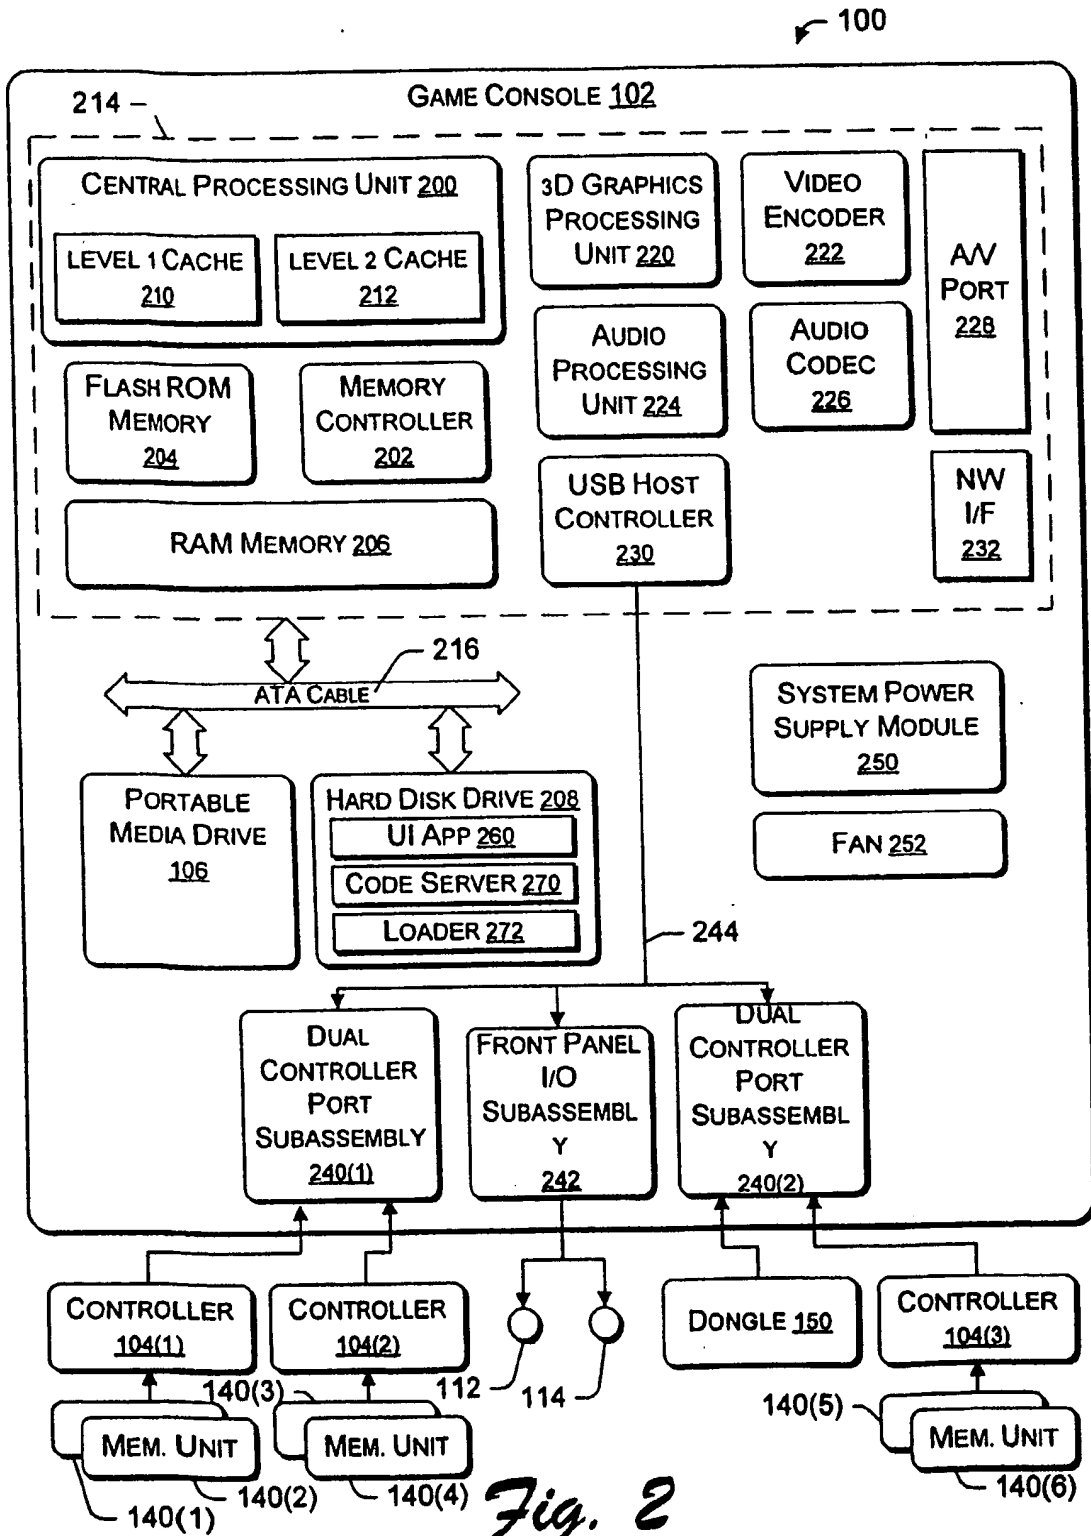 100
GAME CONSOLE 102
214
CENTRAL PROCESSING UNIT 200
LEVEL 1 CACHE
210
LEVEL 2 CACHE
212
3D GRAPHICS
PROCESSING
UNIT 220
VIDEO
ENCODER
222
A/V
PORT
228
AUDIO
PROCESSING
UNIT 224
AUDIO
CODEC
226
FLASH ROM
MEMORY
204
MEMORY
CONTROLLER
202
USB HOST
CONTROLLER
230
NW
I/F
232
RAM MEMORY 206
216
ATA CABLE
SYSTEM POWER
SUPPLY MODULE
250
PORTABLE
MEDIA DRIVE
106
HARD DISK DRIVE 208
UI APP 260
CODE SERVER 270
LOADER 272
FAN 252
244
DUAL
CONTROLLER
PORT
SUBASSEMBLY
240(1)
FRONT PANEL
I/O
SUBASSEMBL
Y
242
DUAL
CONTROLLER
PORT
SUBASSEMBL
Y
240(2)
CONTROLLER
104(1)
CONTROLLER
104(2)
DONGLE 150
CONTROLLER
104(3)
112
114
140(3)
140(5)
MEM. UNIT
MEM. UNIT
MEM. UNIT
140(1)
140(2)
140(4)
140(6)
Fig. 2